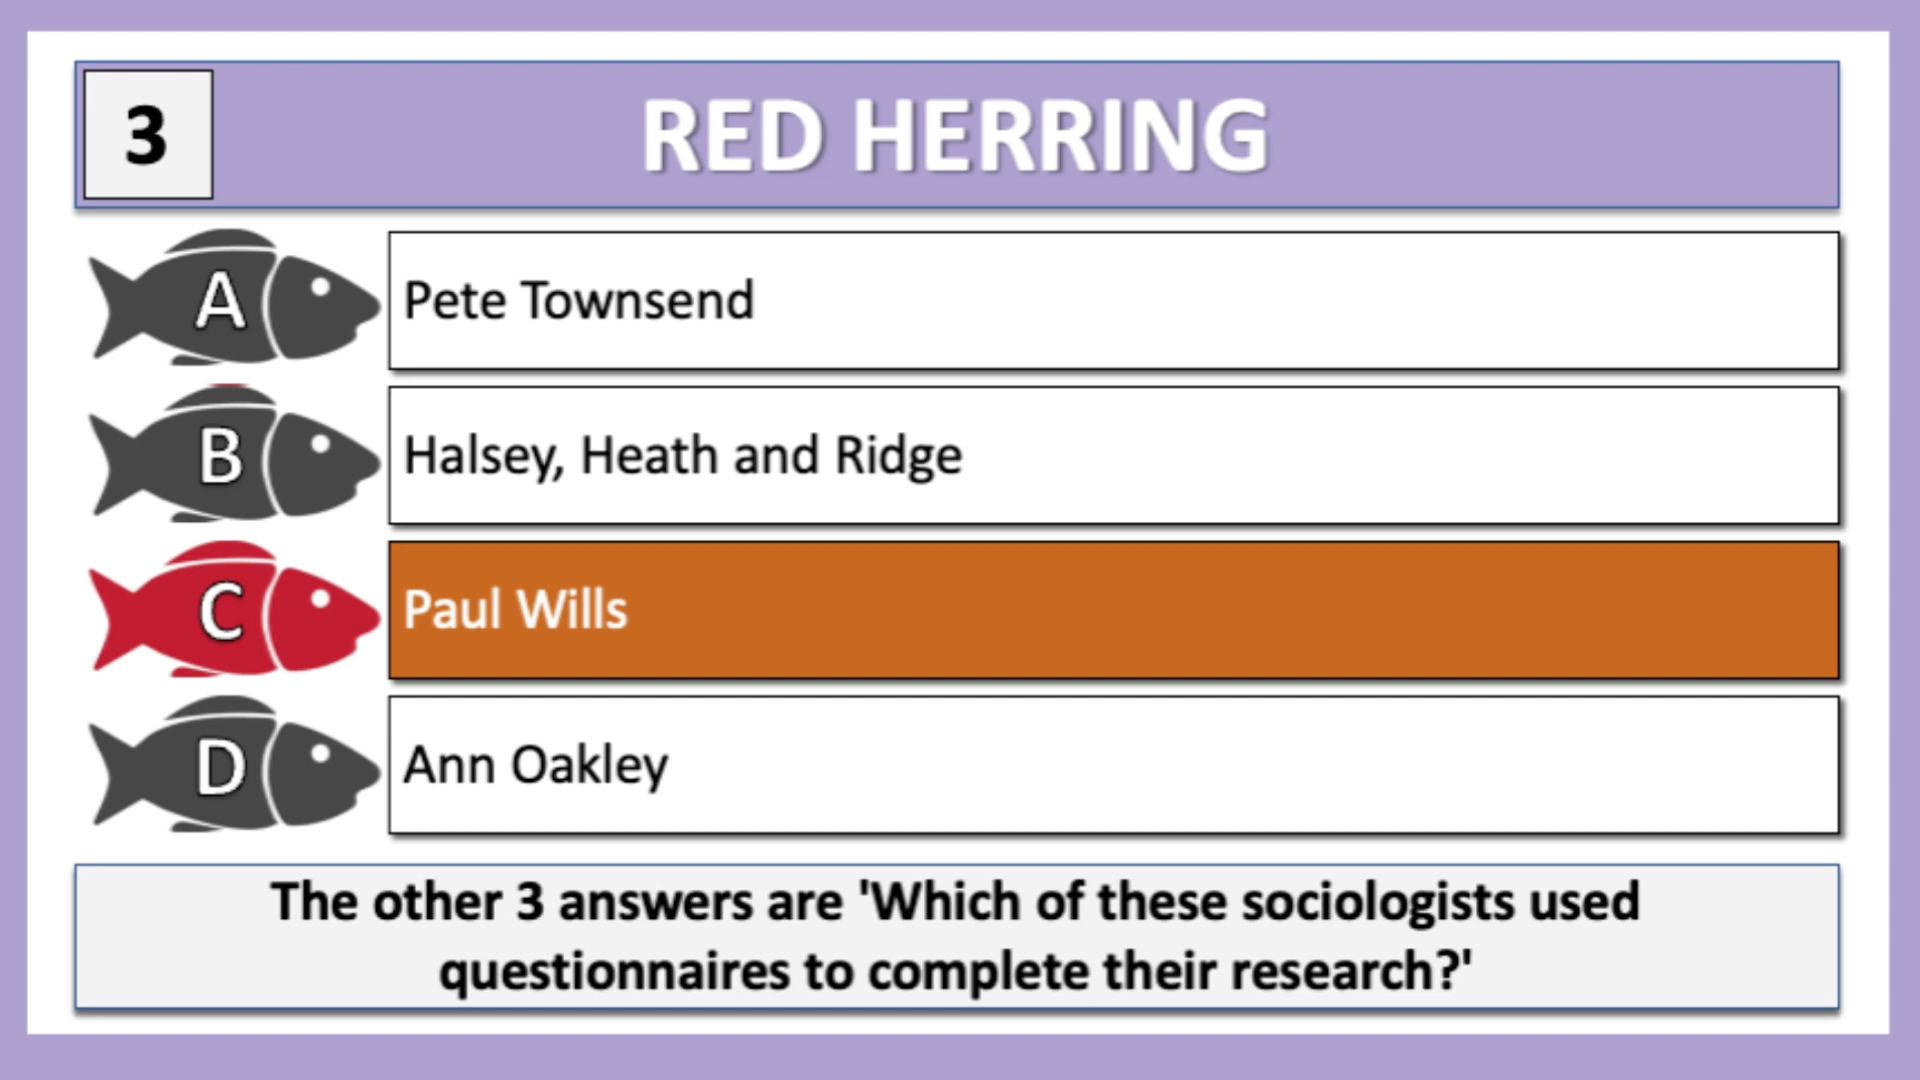 3
RED HERRING
A
Pete Townsend
B
Halsey, Heath and Ridge
C
Paul Wills
D
Ann Oakley
The other 3 answers are 'Which of these sociologists used
questionnaires to complete their research?'